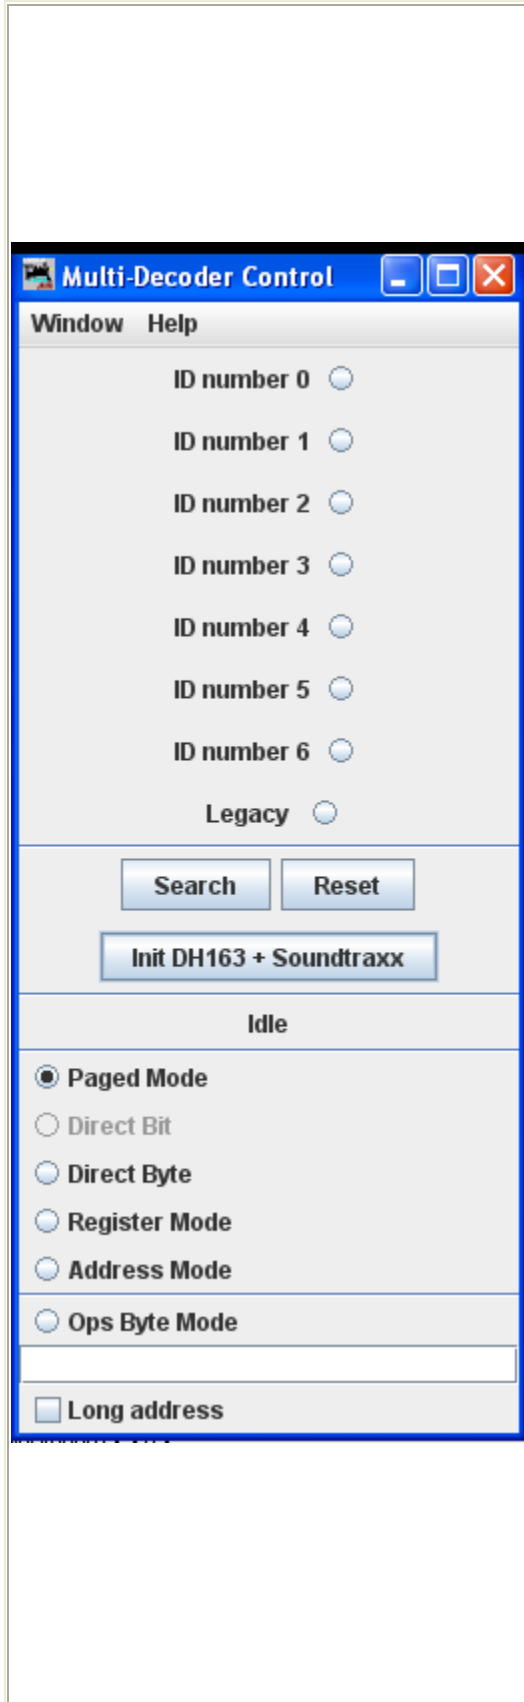 Multi-Decoder Control
Window Help
ID number 0
ID number 1
ID number 2
ID number 3
ID number 4
ID number 5
ID number 6
Legacy
Search Reset
Init DH163 + Soundtraxx
Idle
Paged Mode
Direct Bit
Direct Byte
Register Mode
Address Mode
Ops Byte Mode
Long address